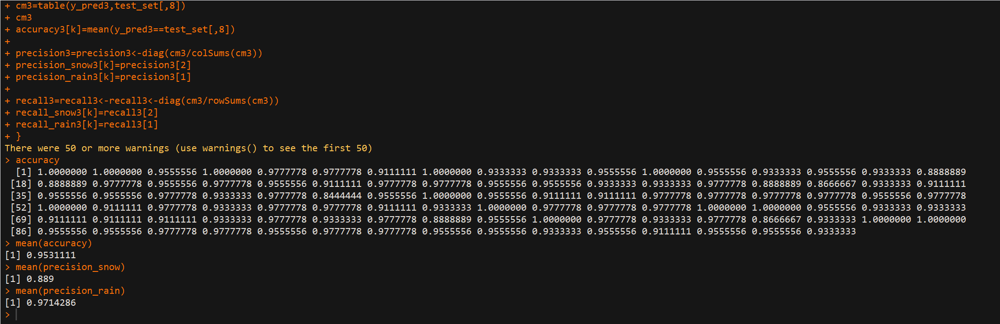 + cm3=table(y_pred3,test_set[,8])
+ cm3
+ accuracy3[k]=mean(y_pred3==test_set[,8])
+
+ precision3=precision3<-diag(cm3/colSums(cm3))
+ precision_snow3[k]=precision3[2]
+ precision_rain3[k]=precision3[1]
+
+ recall3=recall3<-recall3<-diag(cm3/rowSums(cm3))
+ recall_snow3[k]=recall3[2]
+ recall_rain3[k]=recall3[1]
+ }
There were 50 or more warnings (use warnings() to see the first 50)
> accuracy
  [1] 1.0000000 1.0000000 0.9555556 1.0000000 0.9777778 0.9777778 0.9111111 1.0000000 0.9333333 0.9333333 0.9555556 1.0000000 0.9555556 0.9333333 0.9555556 0.9333333 0.8888889
 [18] 0.8888889 0.9777778 0.9555556 0.9777778 0.9555556 0.9111111 0.9777778 0.9777778 0.9555556 0.9555556 0.9333333 0.9333333 0.9777778 0.8888889 0.8666667 0.9333333 0.9111111
 [35] 0.9555556 0.9555556 0.9777778 0.9333333 0.9777778 0.8444444 0.9555556 1.0000000 0.9555556 0.9111111 0.9111111 0.9777778 0.9777778 0.9777778 0.9777778 0.9555556 0.9777778
 [52] 1.0000000 0.9111111 0.9777778 0.9333333 0.9777778 0.9777778 0.9111111 0.9333333 1.0000000 0.9777778 0.9777778 0.9777778 1.0000000 1.0000000 0.9555556 0.9333333 0.9333333
 [69] 0.9111111 0.9111111 0.9111111 0.9333333 0.9777778 0.9333333 0.9777778 0.8888889 0.9555556 1.0000000 0.9777778 0.9333333 0.9777778 0.8666667 0.9333333 1.0000000 1.0000000
 [86] 0.9555556 0.9555556 0.9777778 0.9777778 0.9555556 0.9777778 0.9777778 0.9555556 0.9555556 0.9333333 0.9555556 0.9111111 0.9555556 0.9555556 0.9333333
> mean(accuracy)
[1] 0.9531111
> mean(precision_snow)
[1] 0.889
> mean(precision_rain)
[1] 0.9714286
>